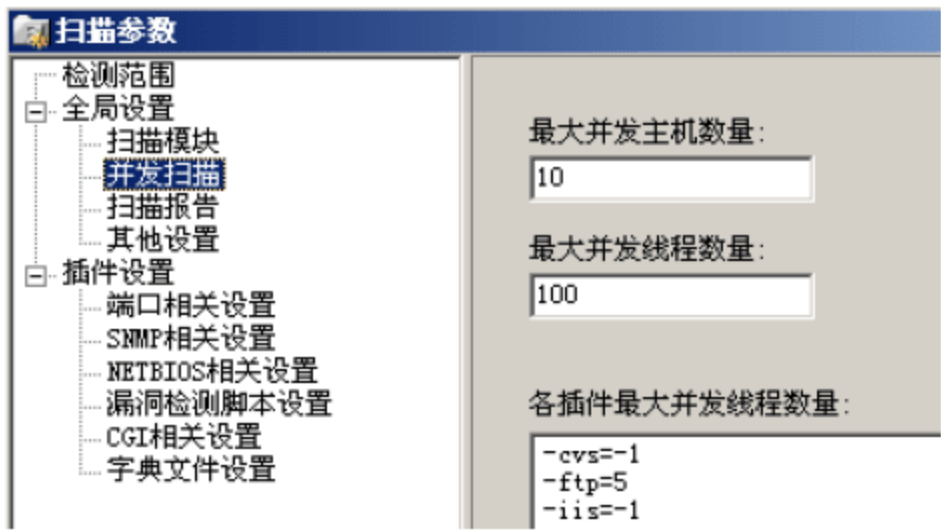 扫描参数
检测范围
全局设置
扫描模块
并发扫描
扫描报告
其他设置
插件设置
端口相关设置
SNMP相关设置
NETBIOS相关设置
漏洞检测脚本设置
CGI相关设置
字典文件设置
最大并发主机数量:
10
最大并发线程数量:
100
各插件最大并发线程数量:
-cvs=-1
-ftp=5
-iis=-1